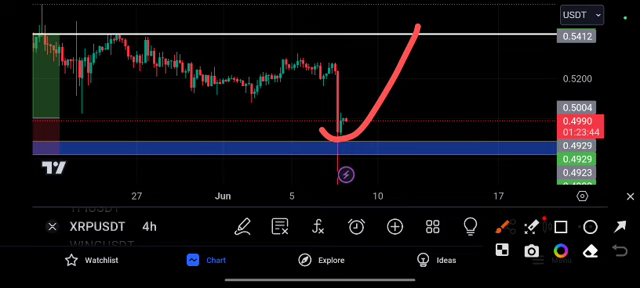 USDT
0.5412
0.5200
0.5004
0.4990
01:23:44
0.4929
0.4929
0.4923
27 Jun 5 10 17
XRPUSDT 4h
Watchlist Chart Explore Ideas Menu